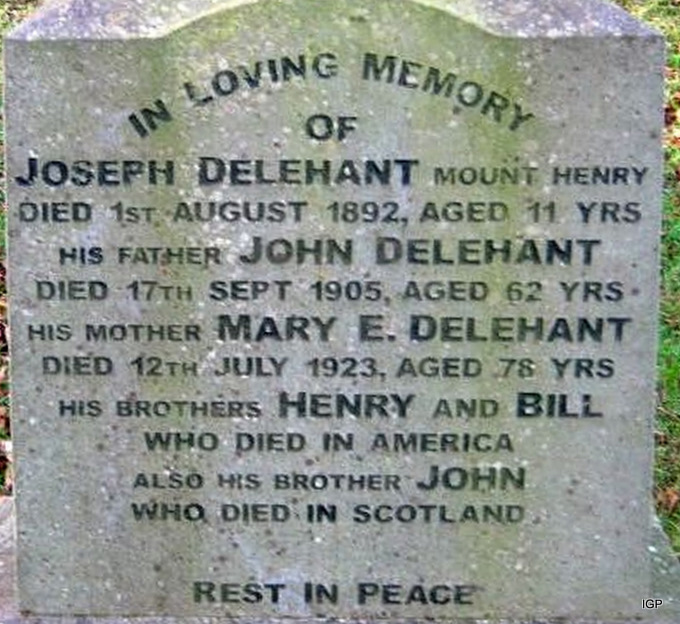 IN LOVING MEMORY
OF
JOSEPH DELEHANT MOUNT HENRY
DIED 1ST AUGUST 1892, AGED 11 YRS
HIS FATHER JOHN DELEHANT
DIED 17TH SEPT 1905, AGED 62 YRS
HIS MOTHER MARY E. DELEHANT
DIED 12TH JULY 1923, AGED 78 YRS
HIS BROTHERS HENRY AND BILL
WHO DIED IN AMERICA
ALSO HIS BROTHER JOHN
WHO DIED IN SCOTLAND
REST IN PEACE
IGP